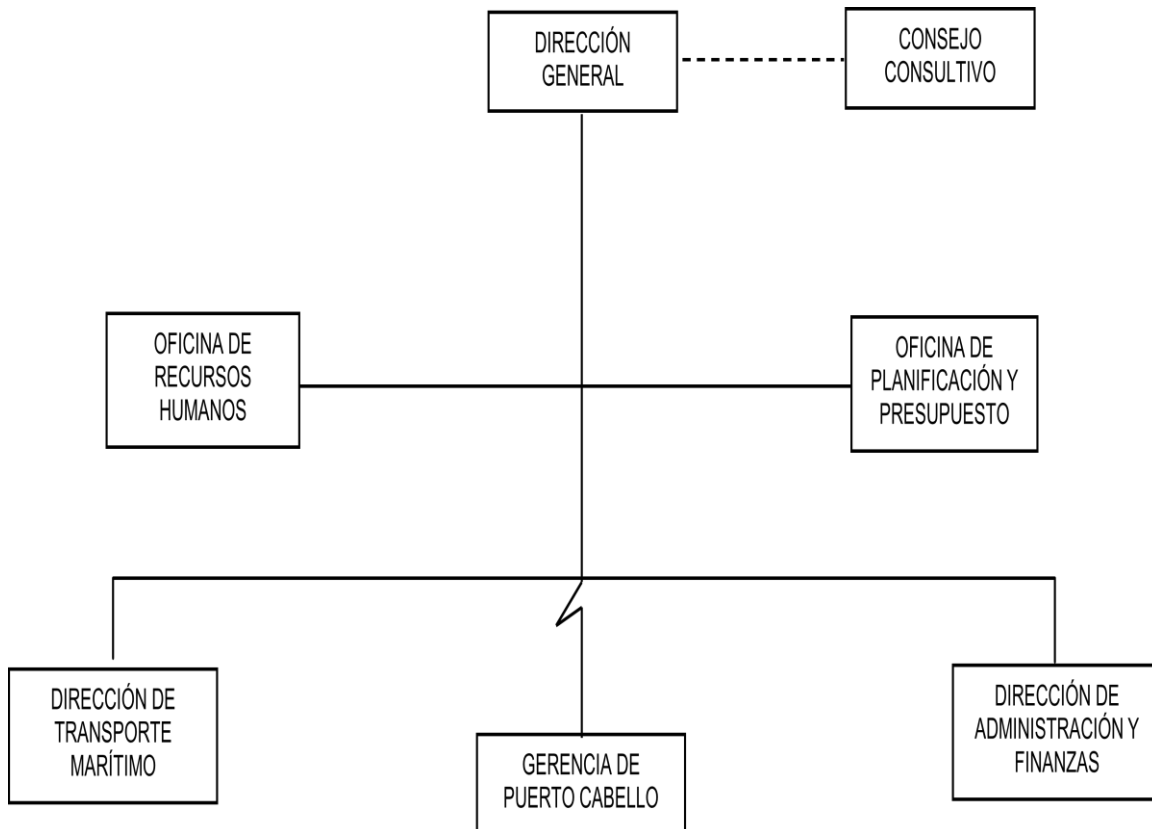 DIRECCIÓN
GENERAL
CONSEJO
CONSULTIVO
OFICINA DE
RECURSOS
HUMANOS
OFICINA DE
PLANIFICACIÓN Y
PRESUPUESTO
DIRECCIÓN DE
TRANSPORTE
MARÍTIMO
GERENCIA DE
PUERTO CABELLO
DIRECCIÓN DE
ADMINISTRACIÓN Y
FINANZAS